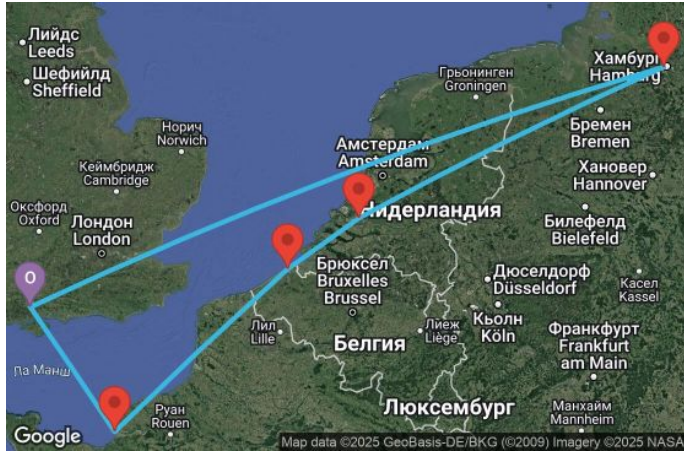 Лийдс
Leeds
Шефийлд
Sheffield
Норич
Norwich
Кеймбридж
Cambridge
Оксфорд
Oxford
Лондон
London
O
Ла Манш
Руан
Rouen
Лил
Lille
Брюксел
Bruxelles
Brussel
Белгия
Лиеж
Liège
Люксембург
Амстердам
Amsterdam
Нидерландия
Грьонинген
Groningen
Хамбург
Hamburg
Бремен
Bremen
Хановер
Hannover
Билефелд
Bielefeld
Дюселдорф
Düsseldorf
Кьолн
Köln
Касел
Kassel
Франкфурт
Frankfurt
am Main
Манхайм
Mannheim
Google
Map data ©2025 GeoBasis-DE/BKG (©2009) Imagery ©2025 NASA